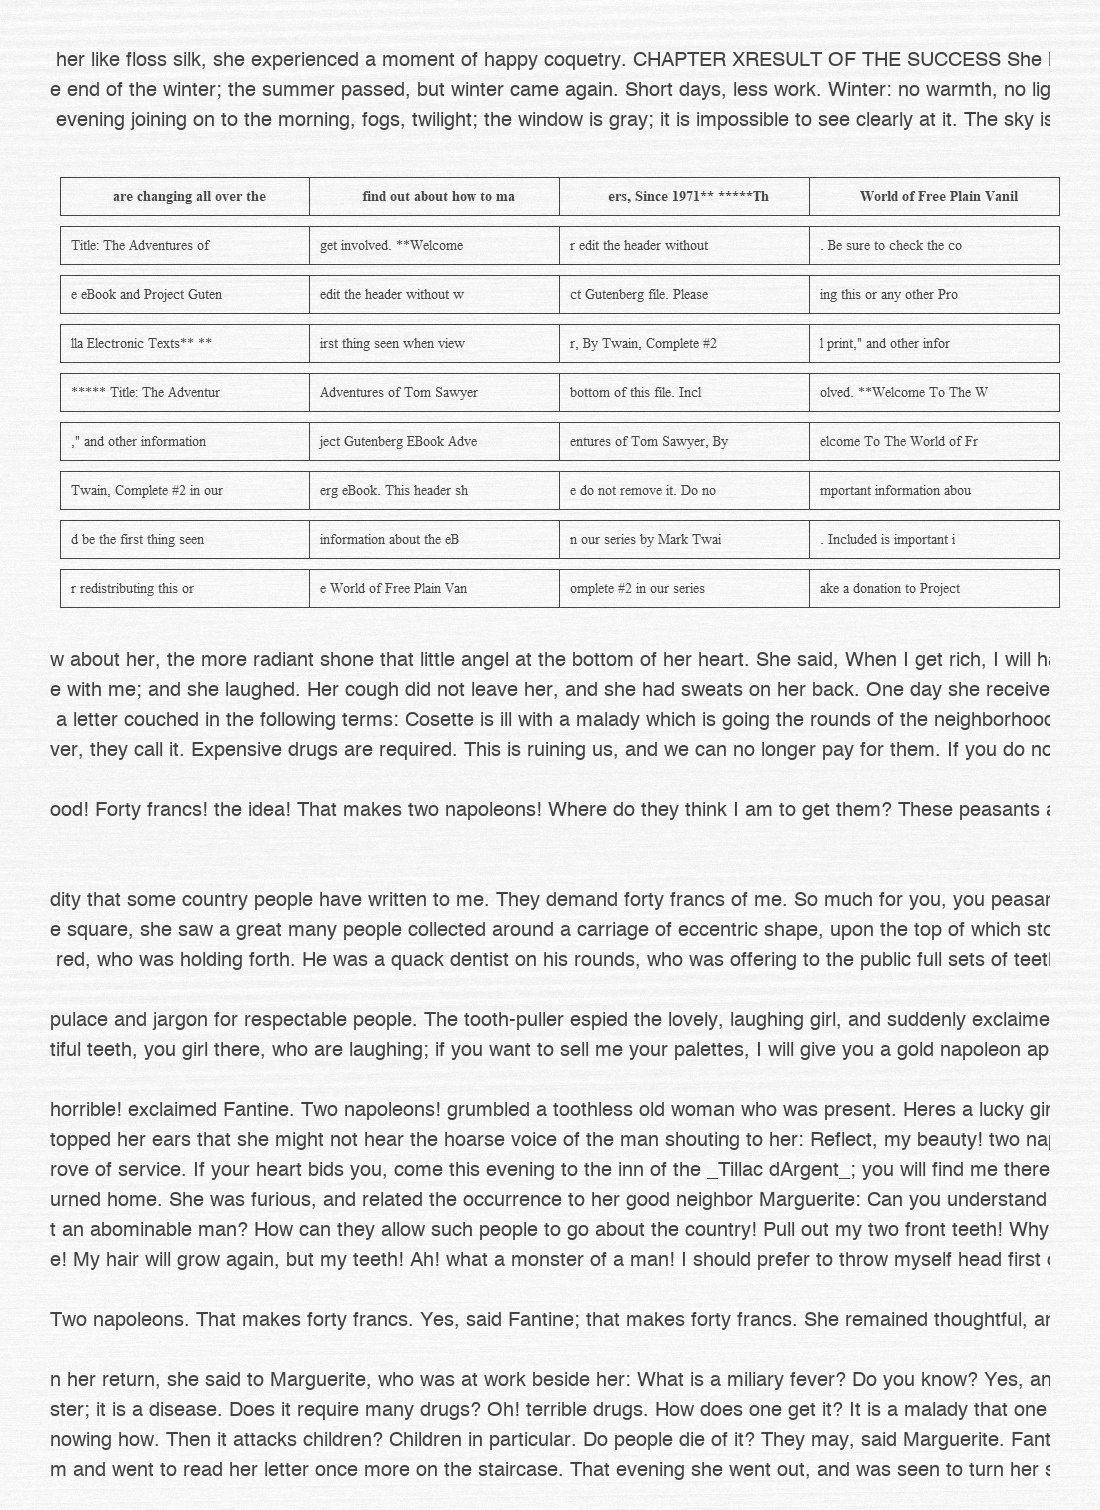 her like floss silk, she experienced a moment of happy coquetry. CHAPTER XRESULT OF THE SUCCESS She
e end of the winter; the summer passed, but winter came again. Short days, less work. Winter: no warmth, no lig
evening joining on to the morning, fogs, twilight; the window is gray; it is impossible to see clearly at it. The sky is
are changing all over the find out about how to ma ers, Since 1971** *****Th World of Free Plain Vanil
Title: The Adventures of get involved. **Welcome r edit the header without . Be sure to check the co
e eBook and Project Guten edit the header without w ct Gutenberg file. Please ing this or any other Pro
lla Electronic Texts** ** irst thing seen when view r, By Twain, Complete #2 l print," and other infor
***** Title: The Adventur Adventures of Tom Sawyer bottom of this file. Incl olved. **Welcome To The W
," and other information ject Gutenberg EBook Adve entures of Tom Sawyer, By elcome To The World of Fr
Twain, Complete #2 in our erg eBook. This header sh e do not remove it. Do no mportant information abou
d be the first thing seen information about the eB n our series by Mark Twai . Included is important i
r redistributing this or e World of Free Plain Van omplete #2 in our series ake a donation to Project
w about her, the more radiant shone that little angel at the bottom of her heart. She said, When I get rich, I will
e with me; and she laughed. Her cough did not leave her, and she had sweats on her back. One day she receive
a letter couched in the following terms: Cosette is ill with a malady which is going the rounds of the neighborhood
ver, they call it. Expensive drugs are required. This is ruining us, and we can no longer pay for them. If you do
ood! Forty francs! the idea! That makes two napoleons! Where do they think I am to get them? These peasants
dity that some country people have written to me. They demand forty francs of me. So much for you, you
e square, she saw a great many people collected around a carriage of eccentric shape, upon the top of which
red, who was holding forth. He was a quack dentist on his rounds, who was offering to the public full sets of
pulace and jargon for respectable people. The tooth-puller espied the lovely, laughing girl, and suddenly exclaime
tiful teeth, you girl there, who are laughing; if you want to sell me your palettes, I will give you a gold napoleon ap
horrible! exclaimed Fantine. Two napoleons! grumbled a toothless old woman who was present. Heres a lucky
topped her ears that she might not hear the hoarse voice of the man shouting to her: Reflect, my beauty! two
rove of service. If your heart bids you, come this evening to the inn of the _Tillac dArgent_; you will find me there
urned home. She was furious, and related the occurrence to her good neighbor Marguerite: Can you understand
t an abominable man? How can they allow such people to go about the country! Pull out my two front teeth! Why
e! My hair will grow again, but my teeth! Ah! what a monster of a man! I should prefer to throw myself head first
Two napoleons. That makes forty francs. Yes, said Fantine; that makes forty francs. She remained thoughtful,
n her return, she said to Marguerite, who was at work beside her: What is a miliary fever? Do you know? Yes, an
ster; it is a disease. Does it require many drugs? Oh! terrible drugs. How does one get it? It is a malady that one
nowing how. Then it attacks children? Children in particular. Do people die of it? They may, said Marguerite. Fant
m and went to read her letter once more on the staircase. That evening she went out, and was seen to turn her